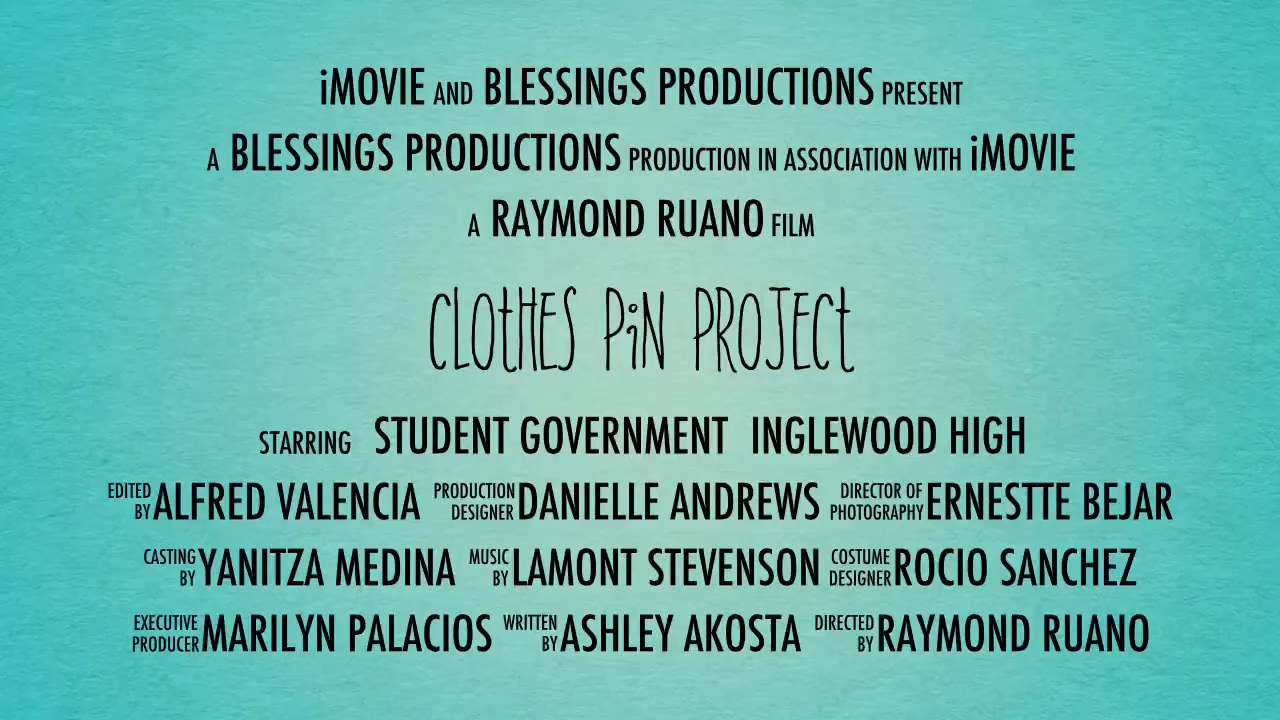 iMOVIE AND BLESSINGS PRODUCTIONS PRESENT
A BLESSINGS PRODUCTIONS PRODUCTION IN ASSOCIATION WITH iMOVIE
A RAYMOND RUANO FILM
CLOtHES PiN PROJECt
STARRING STUDENT GOVERNMENT INGLEWOOD HIGH
EDITED BY ALFRED VALENCIA PRODUCTION DESIGNER DANIELLE ANDREWS DIRECTOR OF PHOTOGRAPHY ERNESTTE BEJAR
CASTING BY YANITZA MEDINA MUSIC BY LAMONT STEVENSON COSTUME DESIGNER ROCIO SANCHEZ
EXECUTIVE PRODUCER MARILYN PALACIOS WRITTEN BY ASHLEY AKOSTA DIRECTED BY RAYMOND RUANO